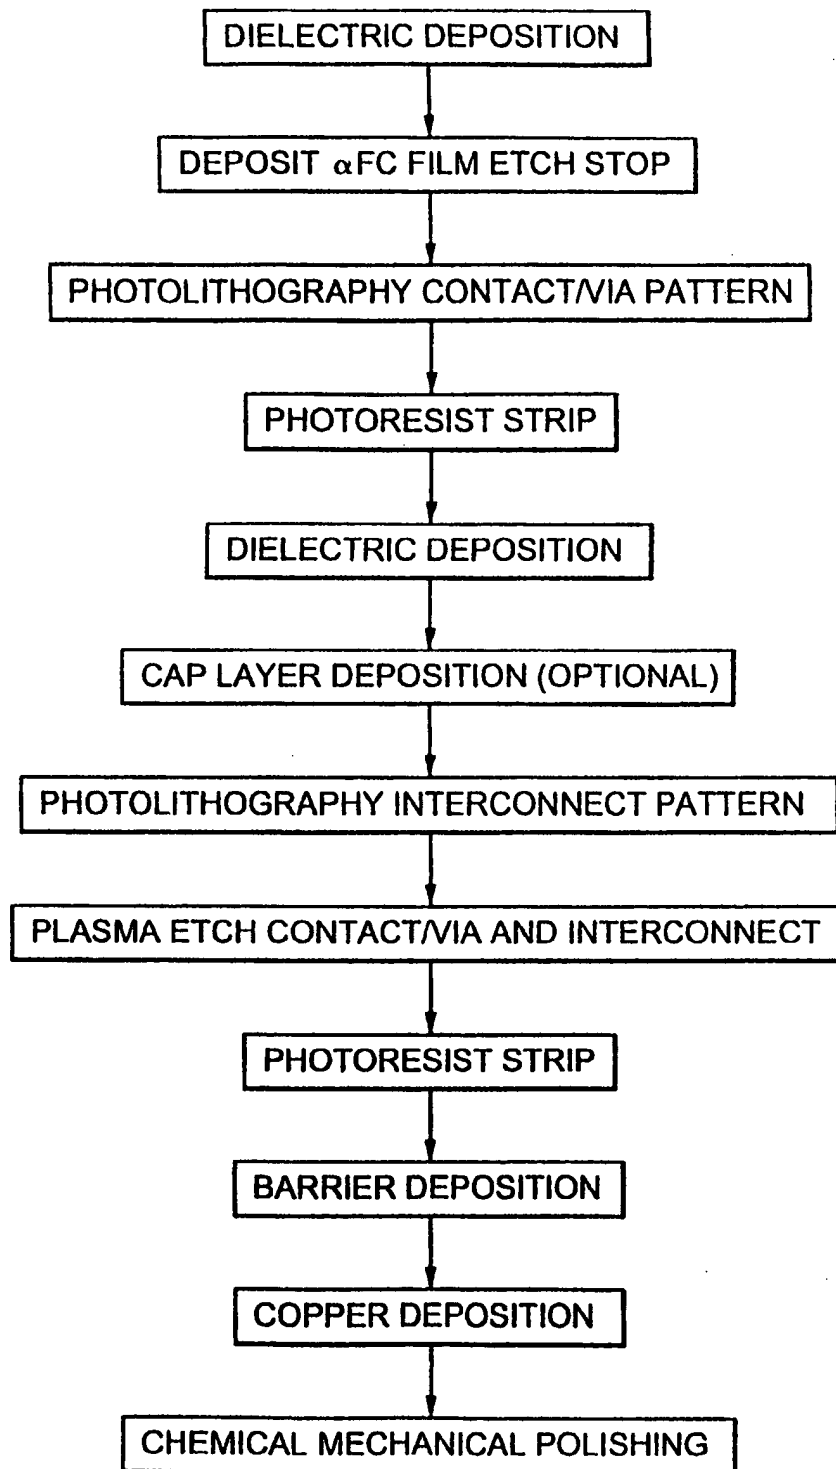 DIELECTRIC DEPOSITION
DEPOSIT αFC FILM ETCH STOP
PHOTOLITHOGRAPHY CONTACT/VIA PATTERN
PHOTORESIST STRIP
DIELECTRIC DEPOSITION
CAP LAYER DEPOSITION (OPTIONAL)
PHOTOLITHOGRAPHY INTERCONNECT PATTERN
PLASMA ETCH CONTACT/VIA AND INTERCONNECT
PHOTORESIST STRIP
BARRIER DEPOSITION
COPPER DEPOSITION
CHEMICAL MECHANICAL POLISHING